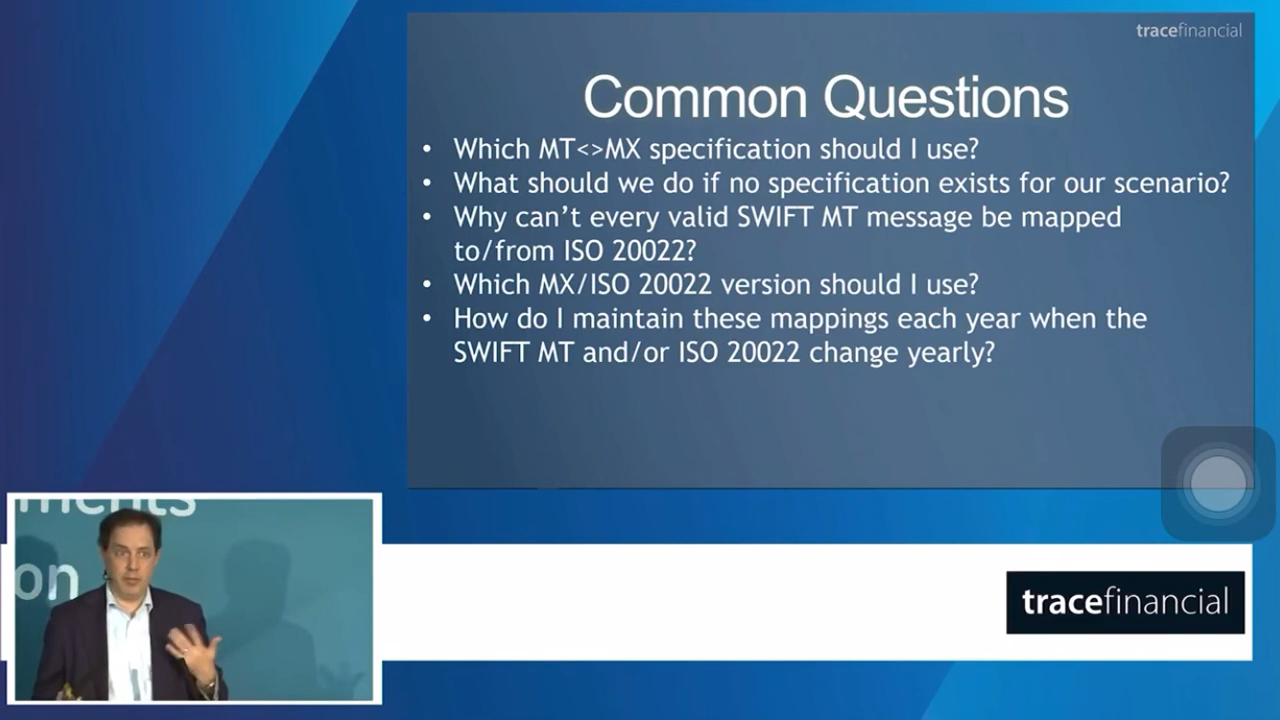 tracefinancial
Common Questions
• Which MT<>MX specification should I use?
• What should we do if no specification exists for our scenario?
• Why can’t every valid SWIFT MT message be mapped
to/from ISO 20022?
• Which MX/ISO 20022 version should I use?
• How do I maintain these mappings each year when the
SWIFT MT and/or ISO 20022 change yearly?
on
tracefinancial